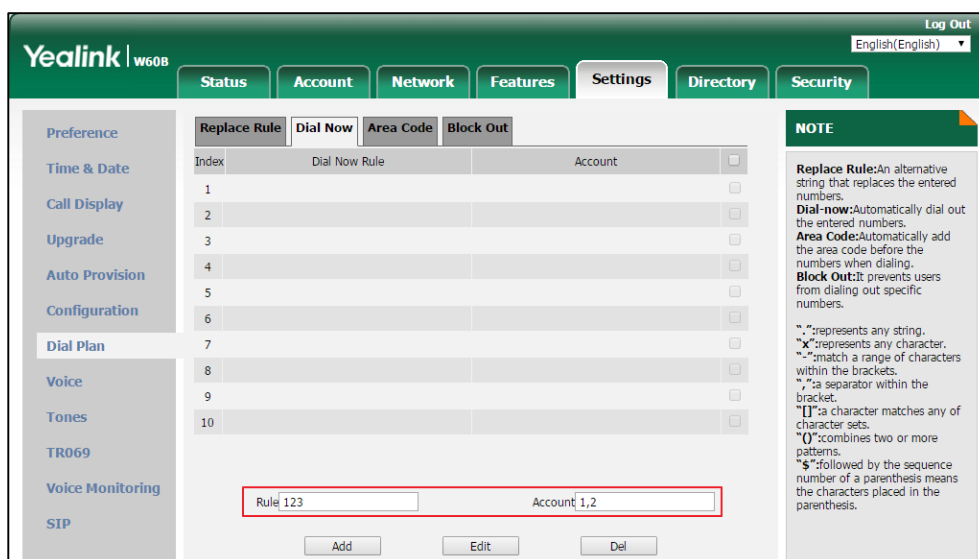 Log Out
English(English)
Yealink W60B
Status Account Network Features Settings Directory Security
Preference
Time & Date
Call Display
Upgrade
Auto Provision
Configuration
Dial Plan
Voice
Tones
TR069
Voice Monitoring
SIP
Replace Rule Dial Now Area Code Block Out
Index Dial Now Rule Account
1
2
3
4
5
6
7
8
9
10
Rule 123 Account 1,2
Add Edit Del
NOTE
Replace Rule:An alternative
string that replaces the entered
numbers.
Dial-now:Automatically dial out
the entered numbers.
Area Code:Automatically add
the area code before the
numbers when dialing.
Block Out:It prevents users
from dialing out specific
numbers.
".":represents any string.
"x":represents any character.
"-":match a range of characters
within the brackets.
",":a separator within the
bracket.
"[]":a character matches any of
character sets.
"()":combines two or more
patterns.
"$":followed by the sequence
number of a parenthesis means
the characters placed in the
parenthesis.